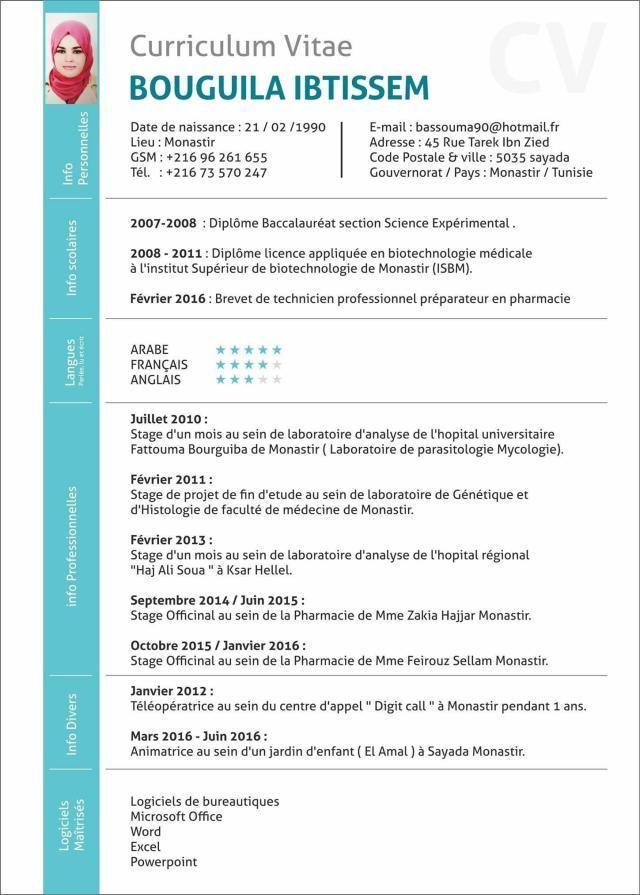 CV
Curriculum Vitae
BOUGUILA IBTISSEM
Info
Personnelles
Date de naissance : 21 / 02 /1990
Lieu : Monastir
GSM : +216 96 261 655
Tél. : +216 73 570 247
E-mail : bassouma90@hotmail.fr
Adresse : 45 Rue Tarek Ibn Zied
Code Postale & ville : 5035 sayada
Gouvernorat / Pays : Monastir / Tunisie
Info scolaires
2007-2008 : Diplôme Baccalauréat section Science Expérimental .
2008 - 2011 : Diplôme licence appliquée en biotechnologie médicale
à l'institut Supérieur de biotechnologie de Monastir (ISBM).
Février 2016 : Brevet de technicien professionnel préparateur en pharmacie
Langues
Parlée, lu et écrit
ARABE ★★★★★
FRANÇAIS ★★★★★
ANGLAIS ★★★★★
info Professionnelles
Juillet 2010 :
Stage d'un mois au sein de laboratoire d'analyse de l'hopital universitaire
Fattouma Bourguiba de Monastir ( Laboratoire de parasitologie Mycologie).
Février 2011 :
Stage de projet de fin d'etude au sein de laboratoire de Génétique et
d'Histologie de faculté de médecine de Monastir.
Février 2013 :
Stage d'un mois au sein de laboratoire d'analyse de l'hopital régional
"Haj Ali Soua " à Ksar Hellel.
Septembre 2014 / Juin 2015 :
Stage Officinal au sein de la Pharmacie de Mme Zakia Hajjar Monastir.
Octobre 2015 / Janvier 2016 :
Stage Officinal au sein de la Pharmacie de Mme Feirouz Sellam Monastir.
Info Divers
Janvier 2012 :
Téléopératrice au sein du centre d'appel " Digit call " à Monastir pendant 1 ans.
Mars 2016 - Juin 2016 :
Animatrice au sein d'un jardin d'enfant ( El Amal ) à Sayada Monastir.
Logiciels
Maîtrisés
Logiciels de bureautiques
Microsoft Office
Word
Excel
Powerpoint